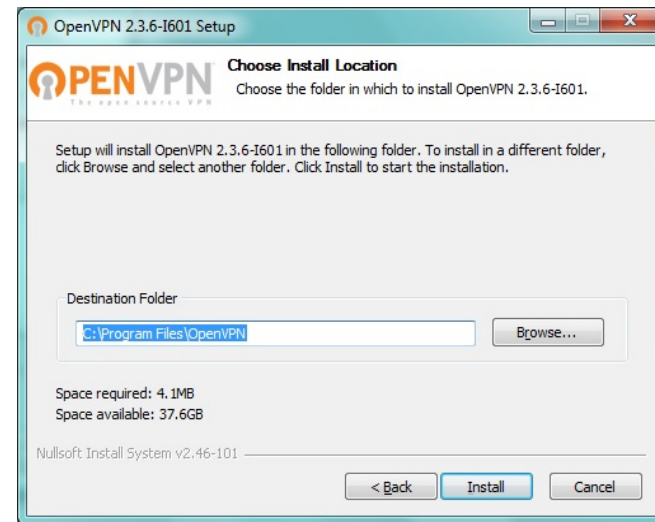 OpenVPN 2.3.6-I601 Setup
OPENVPN
The open source VPN
Choose Install Location
Choose the folder in which to install OpenVPN 2.3.6-I601.
Setup will install OpenVPN 2.3.6-I601 in the following folder. To install in a different folder,
click Browse and select another folder. Click Install to start the installation.
Destination Folder
C:\Program Files\OpenVPN
Browse...
Space required: 4.1MB
Space available: 37.6GB
Nullsoft Install System v2.46-101
< Back
Install
Cancel